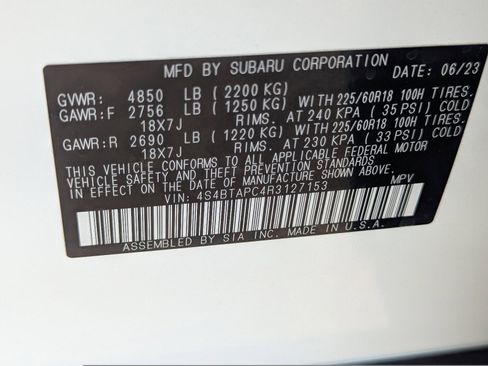 MFD BY SUBARU CORPORATION DATE: 06/23
GVWR: 4850 LB (2200 KG)
GAWR:F 2756 LB (1250 KG) WITH 225/60R18 100H TIRES.
18X7J RIMS. AT 240 KPA (35 PSI) COLD
GAWR:R 2690 LB (1220 KG) WITH 225/60R18 100H TIRES.
18X7J RIMS. AT 230 KPA (33 PSI) COLD
THIS VEHICLE CONFORMS TO ALL APPLICABLE FEDERAL MOTOR
VEHICLE SAFETY AND THEFT PREVENTION STANDARDS
IN EFFECT ON THE DATE OF MANUFACTURE SHOWN ABOVE.
VIN: 4S4BTAPC4R3127153 MPV
ASSEMBLED BY SIA INC. MADE IN U.S.A.